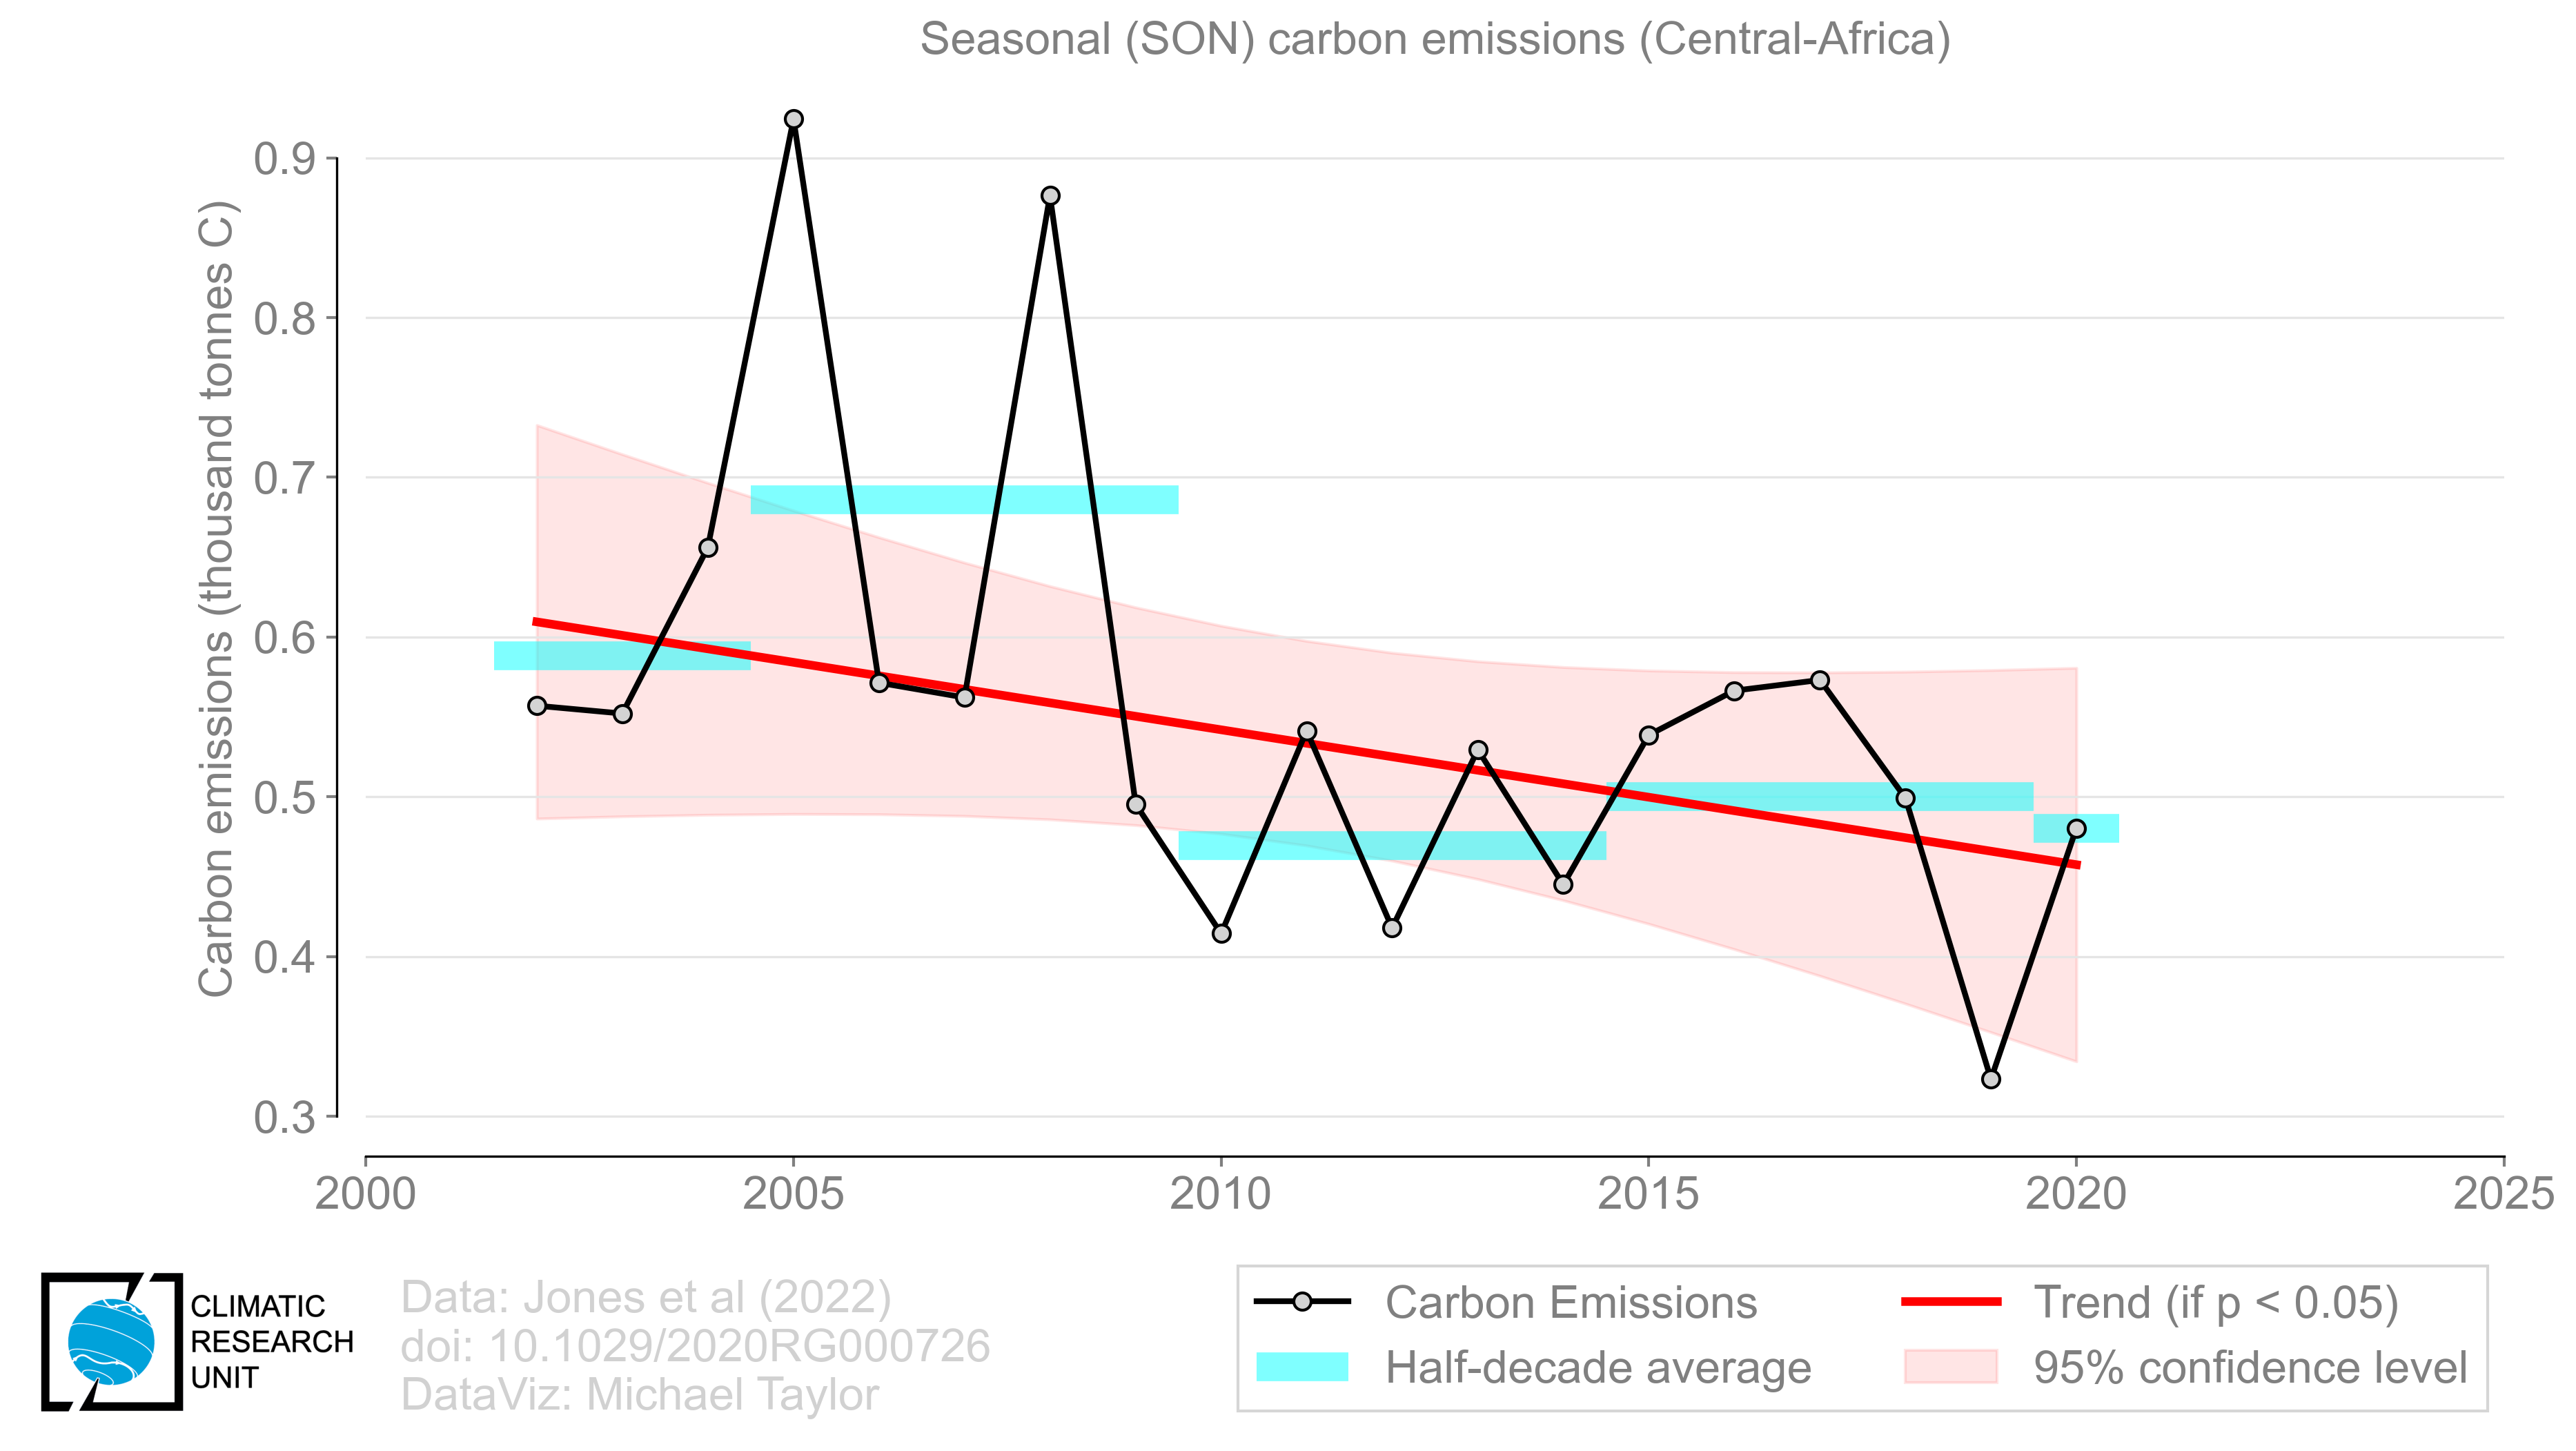 Seasonal (SON) carbon emissions (Central-Africa)
Carbon emissions (thousand tonnes C)
0.9
0.8
0.7
0.6
0.5
0.4
0.3
2000
2005
2010
2015
2020
2025
CLIMATIC
RESEARCH
UNIT
Data: Jones et al (2022)
doi: 10.1029/2020RG000726
DataViz: Michael Taylor
Carbon Emissions
Half-decade average
Trend (if p < 0.05)
95% confidence level